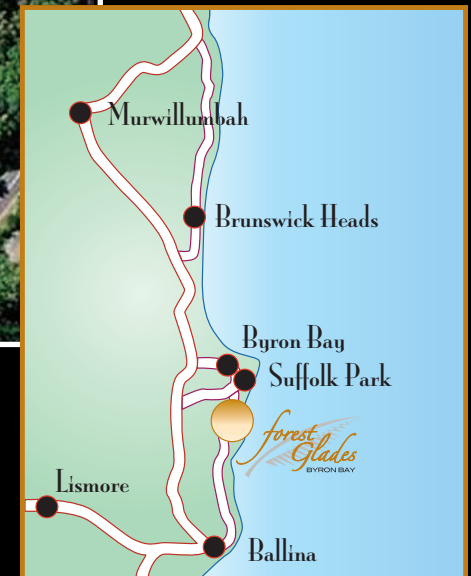 Murwillumbah
Brunswick Heads
Byron Bay
Suffolk Park
forest
Glades
BYRON BAY
Lismore
Ballina